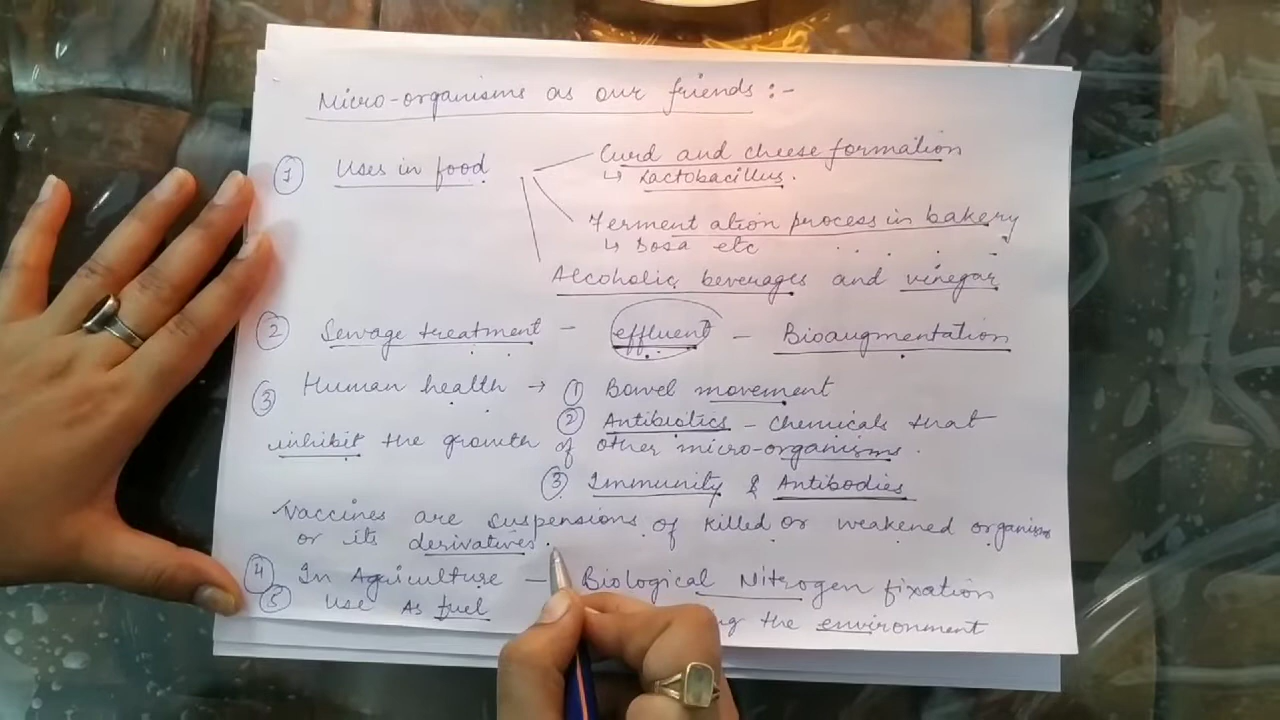 Micro-organisms as our friends :-
① Uses in food
Curd and cheese formation
↳ Lactobacillus.
Fermentation process in bakery
↳ Dosa etc
Alcoholic beverages and vinegar
② Sewage treatment - effluent - Bioaugmentation
③ Human health → ① Bowel movement
② Antibiotics - Chemicals that
inhibit the growth of other micro-organisms.
③ Immunity & Antibodies
Vaccines are suspensions of killed or weakened organism
or its derivatives.
④ In Agriculture - Biological Nitrogen fixation
⑤ Use As fuel
the environment